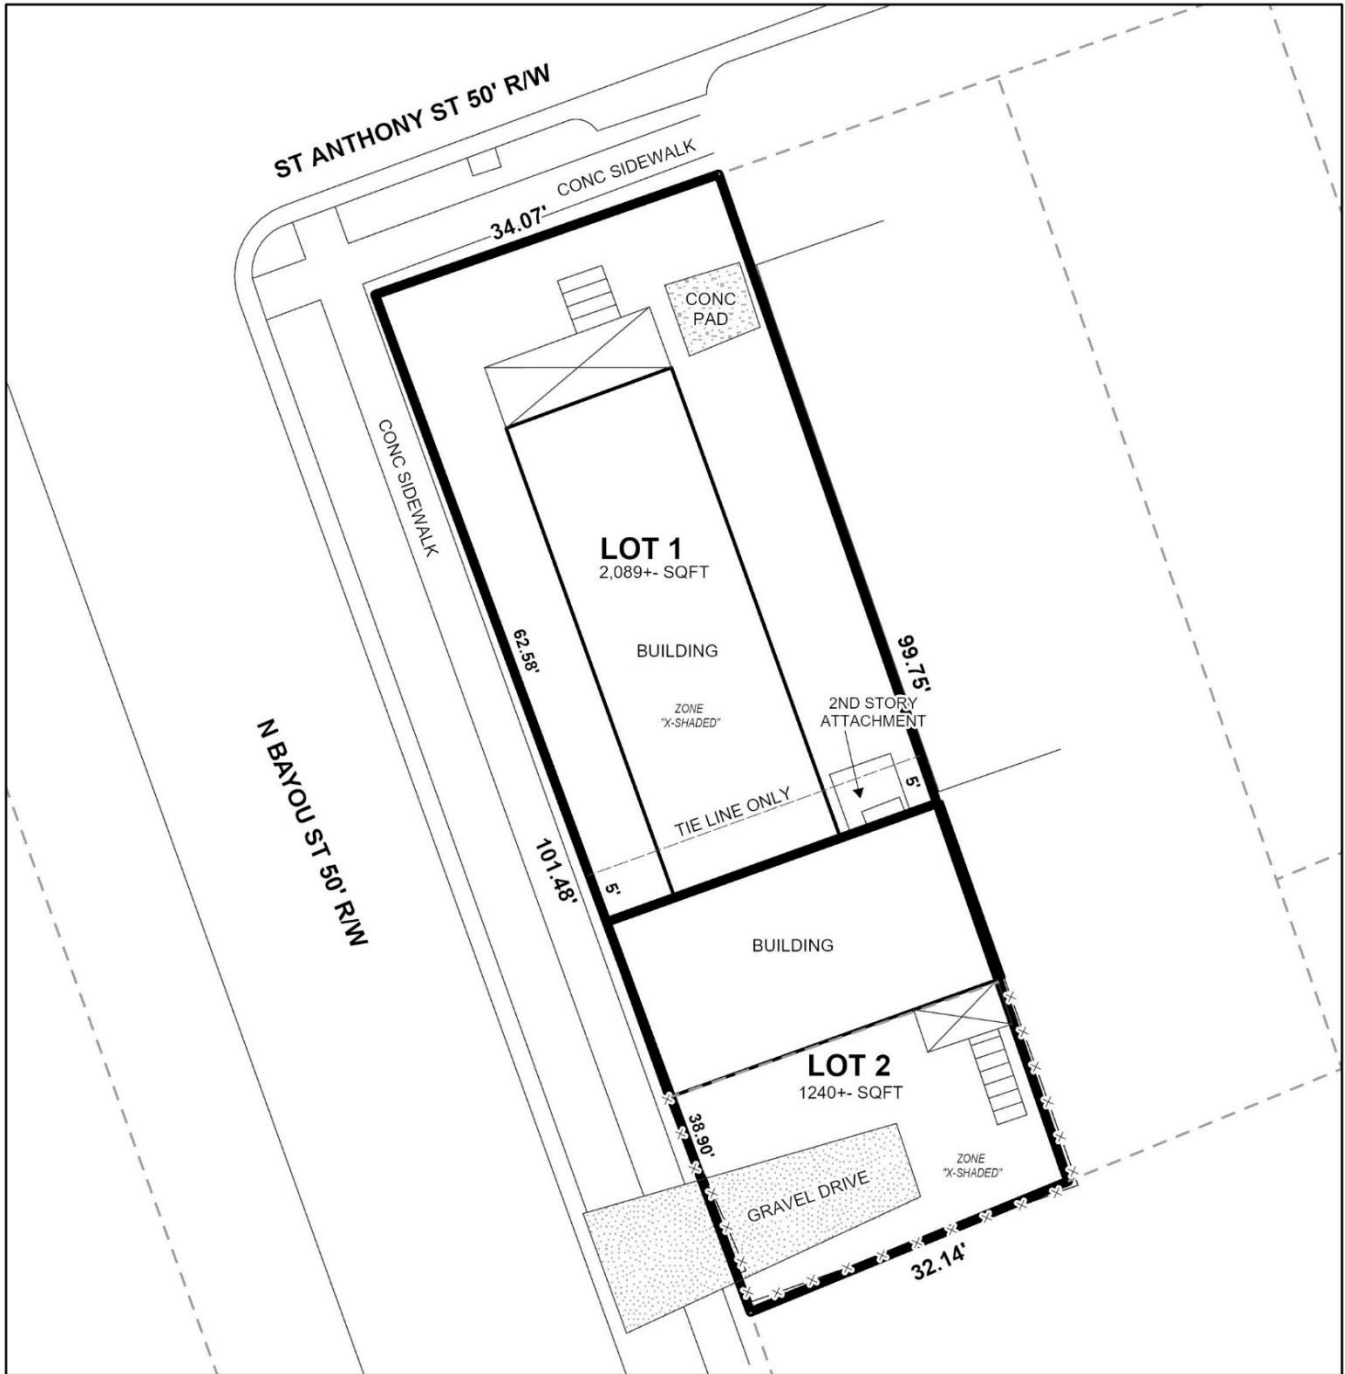 ST ANTHONY ST 50' R/W
CONC SIDEWALK
34.07'
CONC
PAD
CONC SIDEWALK
LOT 1
2,089+- SQFT
62.58'
BUILDING
99.75'
ZONE
"X-SHADED"
2ND STORY
ATTACHMENT
N BAYOU ST 50' R/W
5'
TIE LINE ONLY
101.48'
5'
BUILDING
LOT 2
1240+- SQFT
38.90'
ZONE
"X-SHADED"
GRAVEL DRIVE
32.14'